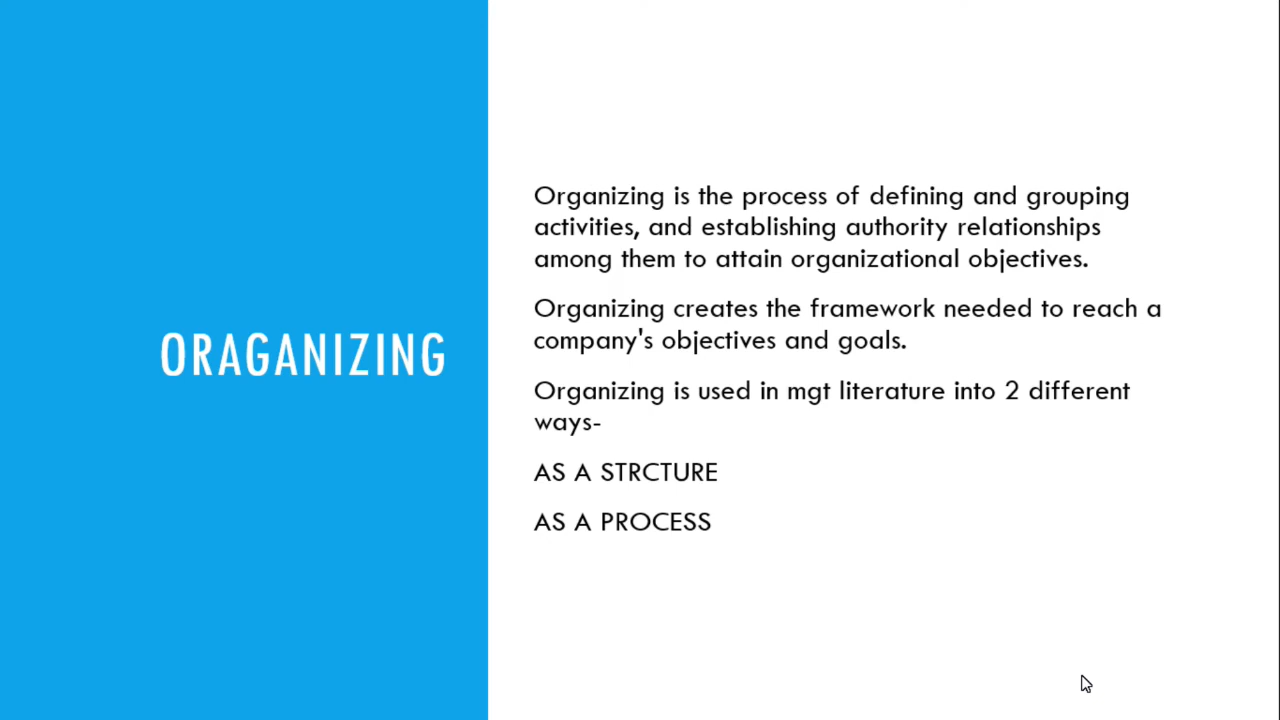 ORAGANIZING
Organizing is the process of defining and grouping
activities, and establishing authority relationships
among them to attain organizational objectives.
Organizing creates the framework needed to reach a
company's objectives and goals.
Organizing is used in mgt literature into 2 different
ways-
AS A STRCTURE
AS A PROCESS